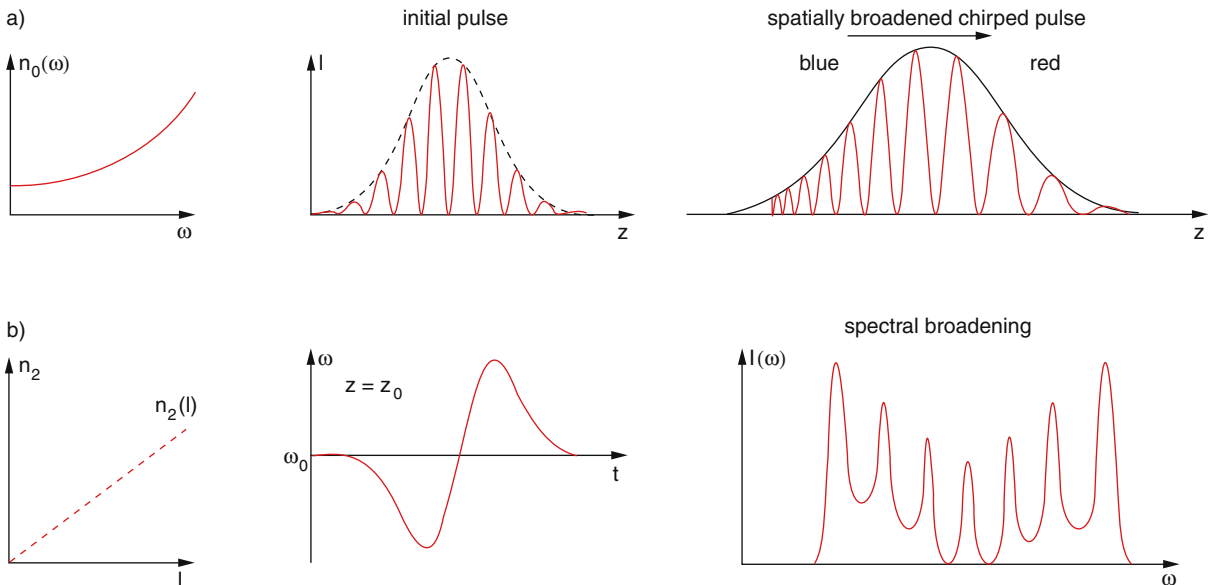 a)
initial pulse
spatially broadened chirped pulse
n0(ω)
I
blue
red
ω
z
z
b)
spectral broadening
n2
ω
I(ω)
z = z0
n2(I)
ω0
t
I
ω